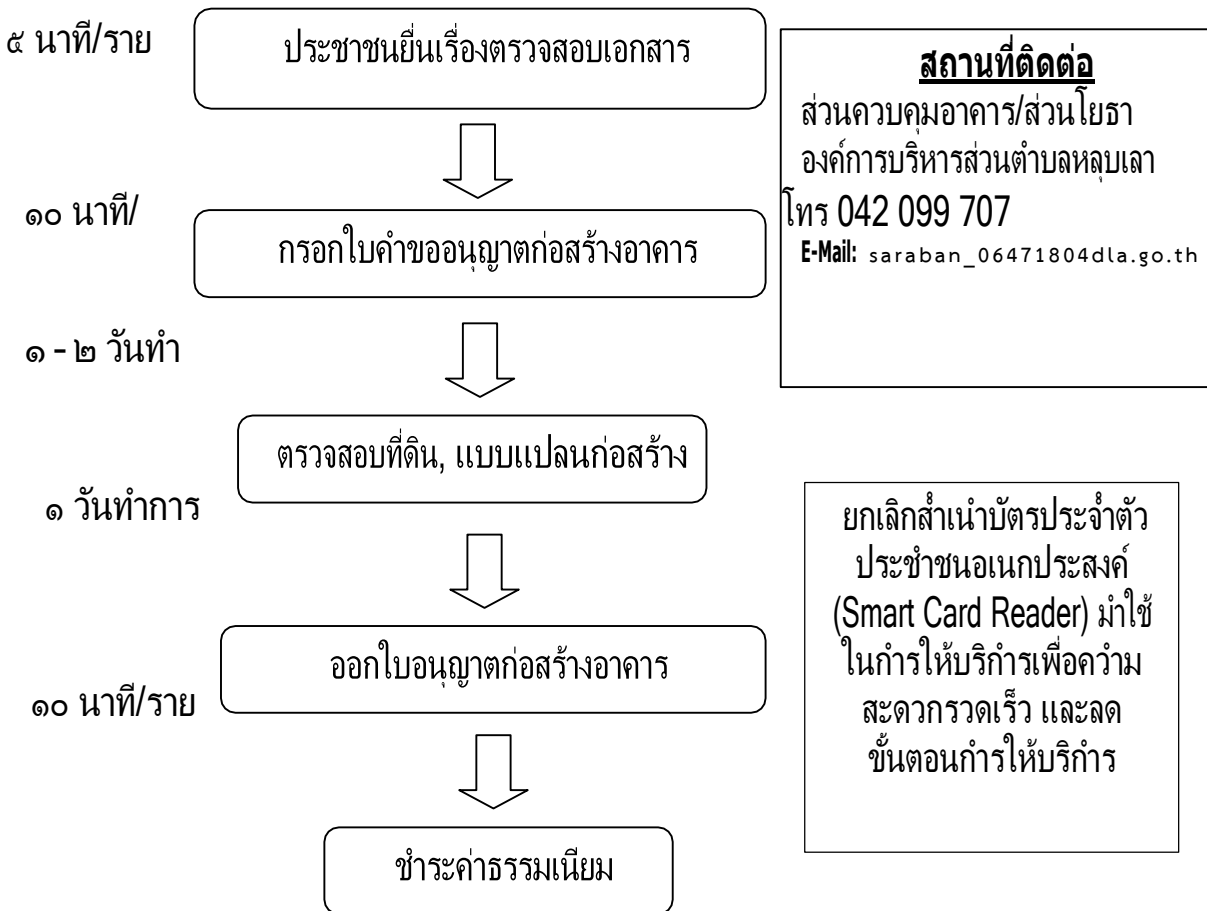 ๕ นาที/ราย
ประชาชนยื่นเรื่องตรวจสอบเอกสาร
๑๐ นาที/
กรอกใบคำขออนุญาตก่อสร้างอาคาร
๑ - ๒ วันทำ
ตรวจสอบที่ดิน, แบบแปลนก่อสร้าง
๑ วันทำการ
ออกใบอนุญาตก่อสร้างอาคาร
๑๐ นาที/ราย
ชำระค่าธรรมเนียม
สถานที่ติดต่อ
ส่วนควบคุมอาคาร/ส่วนโยธา
องค์การบริหารส่วนตำบลหลุบเลา
โทร 042 099 707
E-Mail: saraban_06471804dla.go.th
ยกเลิกสำเนำบัตรประจำตัว
ประชำชนอเนกประสงค์
(Smart Card Reader) มำใช้
ในกำรให้บริกำรเพื่อควำม
สะดวกรวดเร็ว และลด
ขั้นตอนกำรให้บริกำร